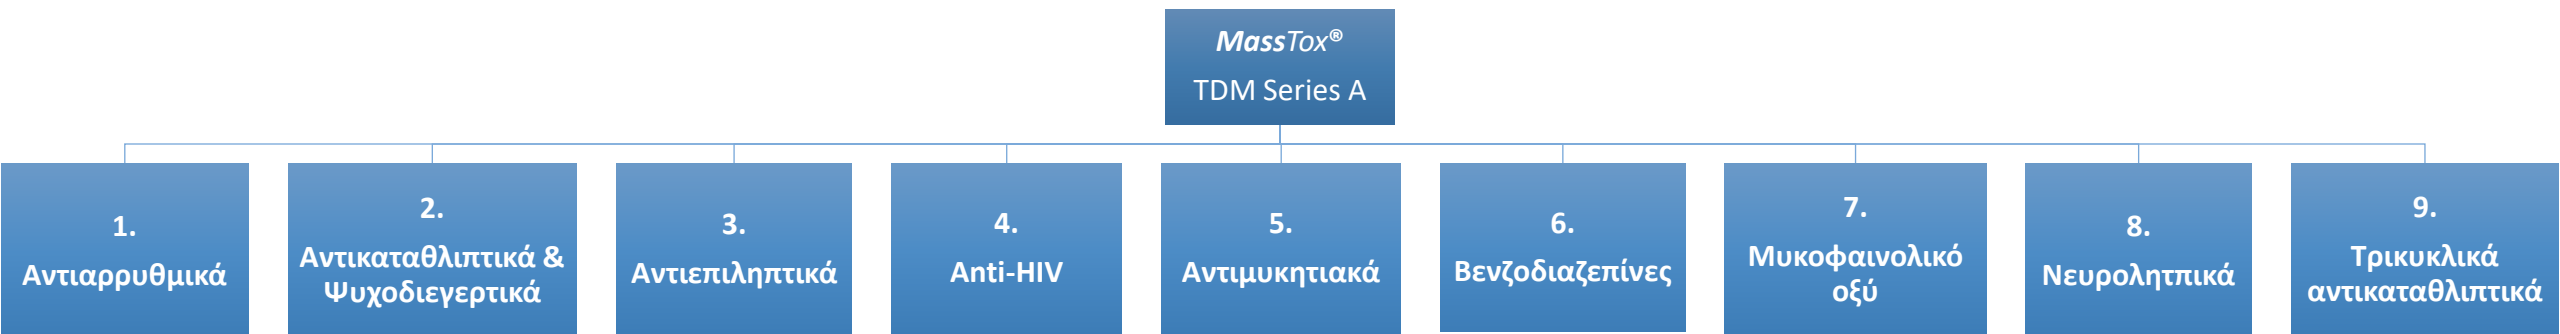 MassTox®
TDM Series A
1.
Αντιαρρυθμικά
2.
Αντικαταθλιπτικά &
Ψυχοδιεγερτικά
3.
Αντιεπιληπτικά
4.
Anti-HIV
5.
Αντιμυκητιακά
6.
Βενζοδιαζεπίνες
7.
Μυκοφαινολικό
οξύ
8.
Νευρολητπικά
9.
Τρικυκλικά
αντικαταθλιπτικά